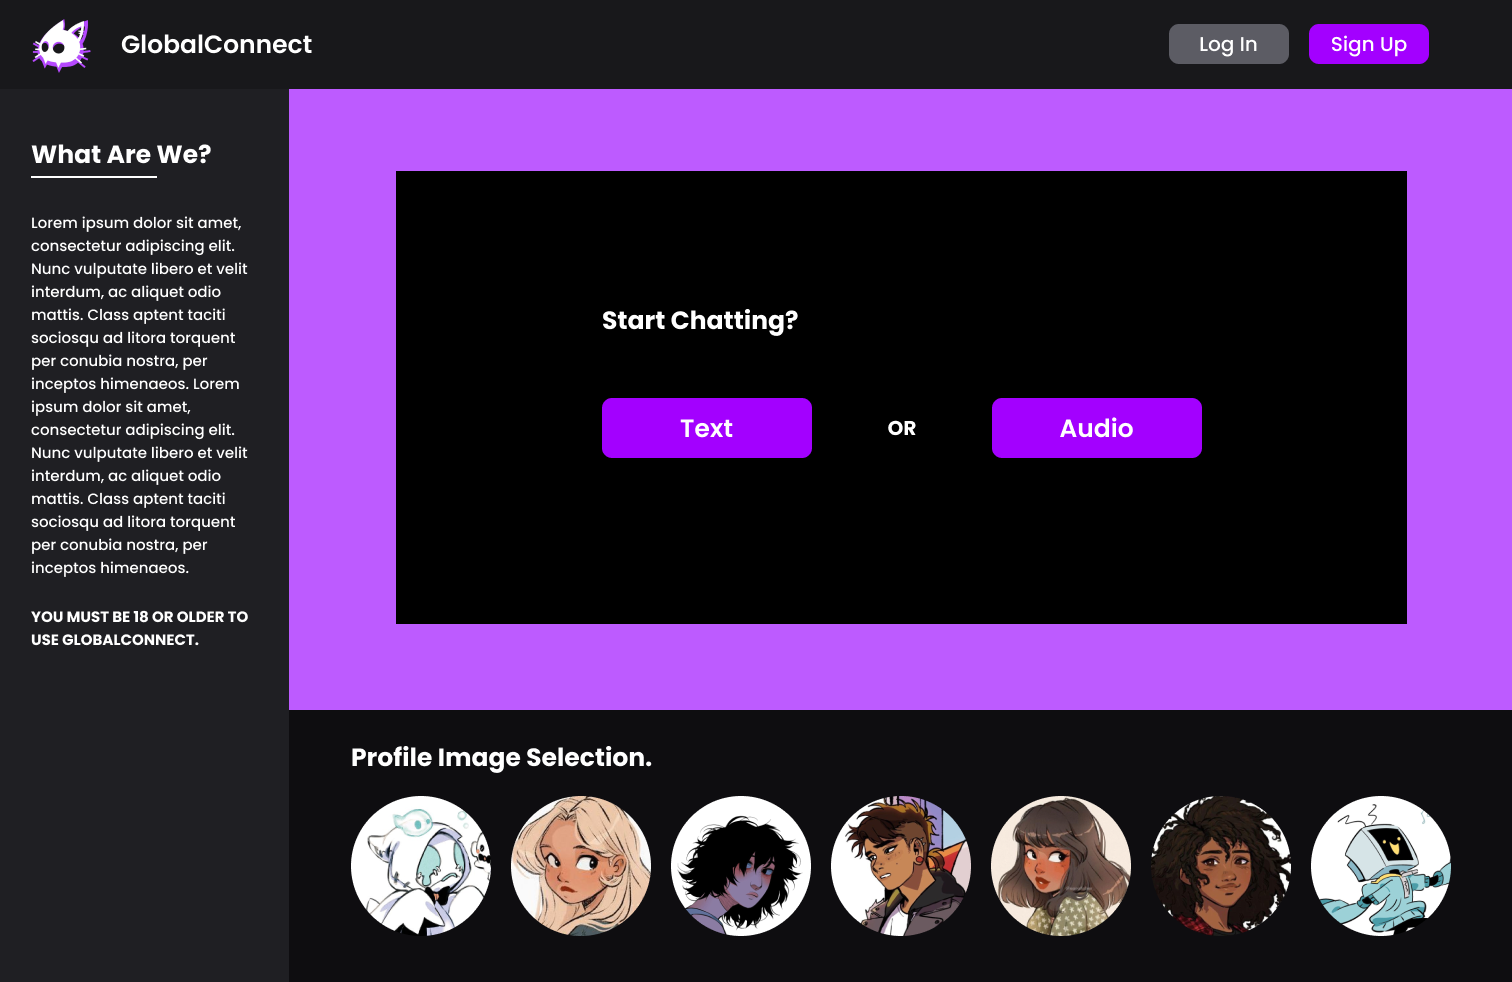 GlobalConnect
Log In
Sign Up
What Are We?
Lorem ipsum dolor sit amet,
consectetur adipiscing elit.
Nunc vulputate libero et velit
interdum, ac aliquet odio
mattis. Class aptent taciti
sociosqu ad litora torquent
per conubia nostra, per
inceptos himenaeos. Lorem
ipsum dolor sit amet,
consectetur adipiscing elit.
Nunc vulputate libero et velit
interdum, ac aliquet odio
mattis. Class aptent taciti
sociosqu ad litora torquent
per conubia nostra, per
inceptos himenaeos.
YOU MUST BE 18 OR OLDER TO
USE GLOBALCONNECT.
Start Chatting?
Text
OR
Audio
Profile Image Selection.